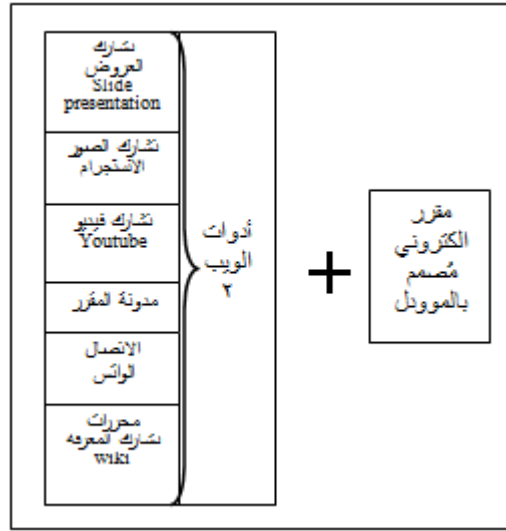 مقرر
الكتروني
مُصمم
بالموودل
+
أدوات
الويب
٢
تشارك
العروض
Slide
presentation
تشارك الصور
الانستجرام
تشارك فيديو
Youtube
مدونة المقرر
الاتصال
الواتس
محررات
تشارك المعرفه
wiki